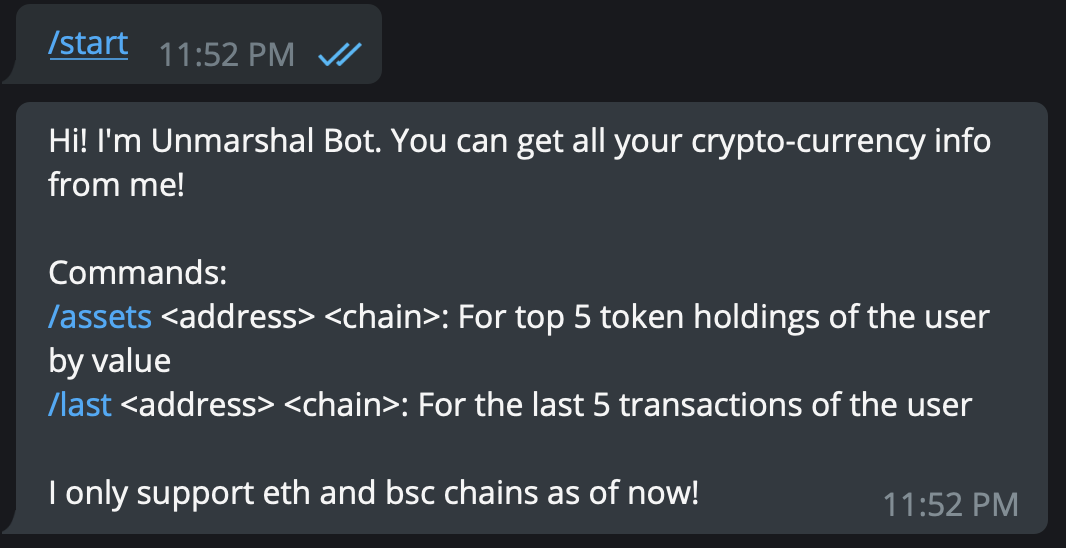 /start 11:52 PM
Hi! I'm Unmarshal Bot. You can get all your crypto-currency info
from me!
Commands:
/assets <address> <chain>: For top 5 token holdings of the user
by value
/last <address> <chain>: For the last 5 transactions of the user
I only support eth and bsc chains as of now!
11:52 PM